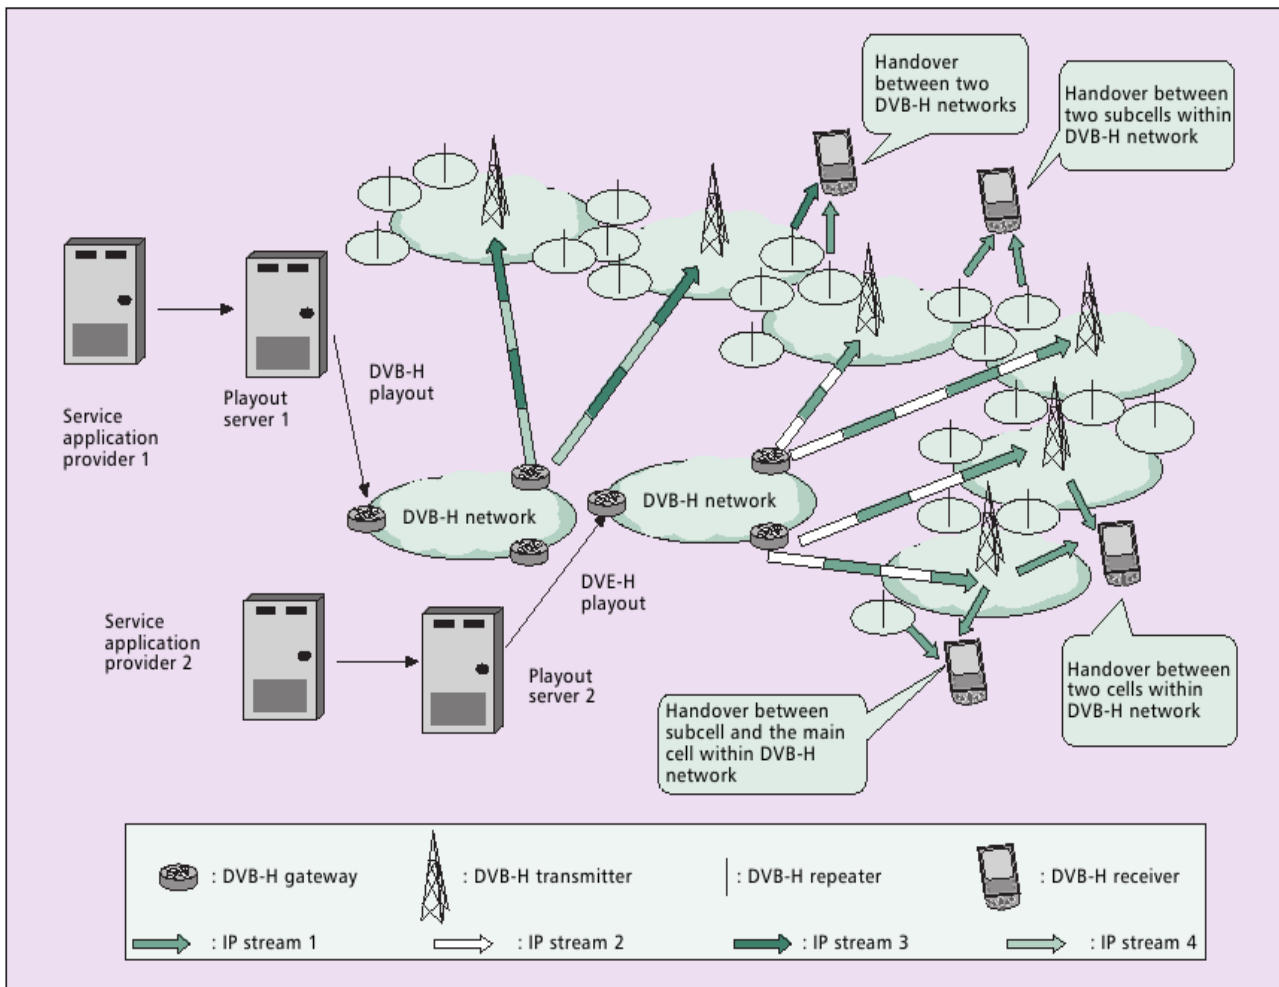 Handover
between two
DVB-H networks
Handover between
two subcells within
DVB-H network
DVB-H
playout
Service
application
provider 1
Playout
server 1
DVB-H network
DVB-H network
DVE-H
playout
Service
application
provider 2
Playout
server 2
Handover between
subcell and the main
cell within DVB-H
network
Handover between
two cells within
DVB-H network
: DVB-H gateway
: DVB-H transmitter
: DVB-H repeater
: DVB-H receiver
: IP stream 1
: IP stream 2
: IP stream 3
: IP stream 4